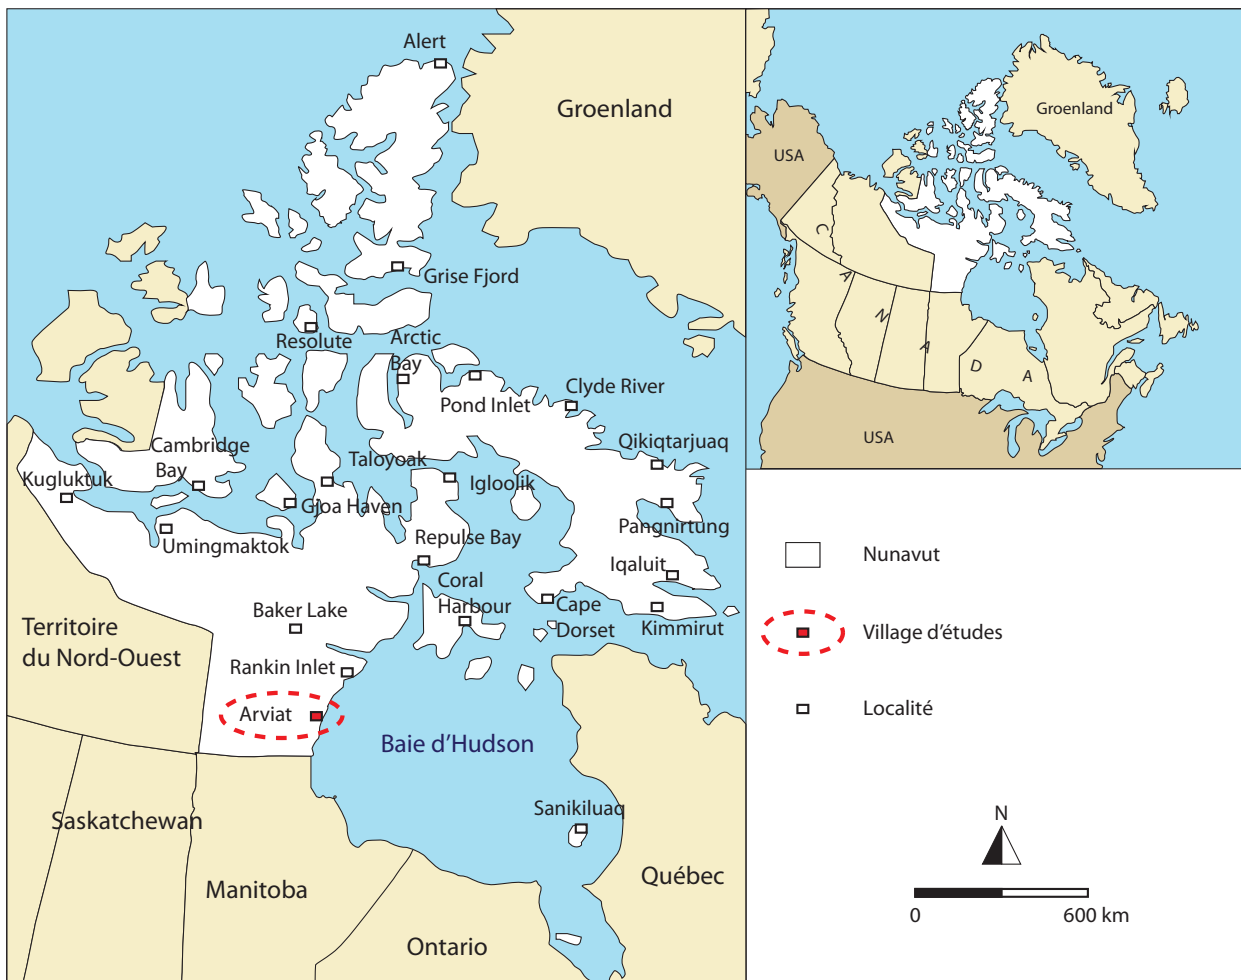 Alert
Groenland
Grise Fjord
Resolute
Arctic
Bay
Pond Inlet
Clyde River
Qikiqtarjuaq
Cambridge
Bay
Taloyoak
Igloolik
Kugluktuk
Gjoa Haven
Pangnirtung
Umingmaktok
Repulse Bay
Iqaluit
Coral
Harbour
Cape
Dorset
Kimmirut
Baker Lake
Territoire
du Nord-Ouest
Rankin Inlet
Arviat
Baie d’Hudson
Sanikiluaq
Saskatchewan
Manitoba
Québec
Ontario
Groenland
USA
C
A
N
A
D
A
USA
Nunavut
Village d’études
Localité
N
0
600 km